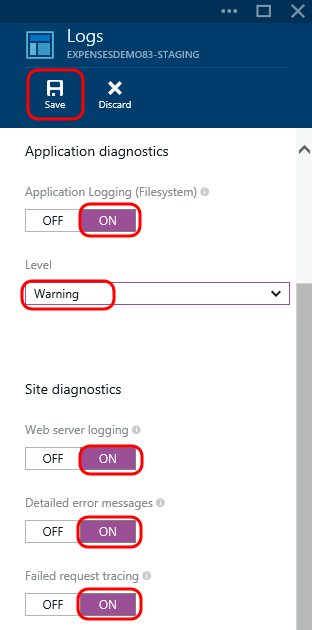 Logs
EXPENSESDEMO83-STAGING
Save Discard
Application diagnostics
Application Logging (Filesystem)
OFF ON
Level
Warning
Site diagnostics
Web server logging
OFF ON
Detailed error messages
OFF ON
Failed request tracing
OFF ON